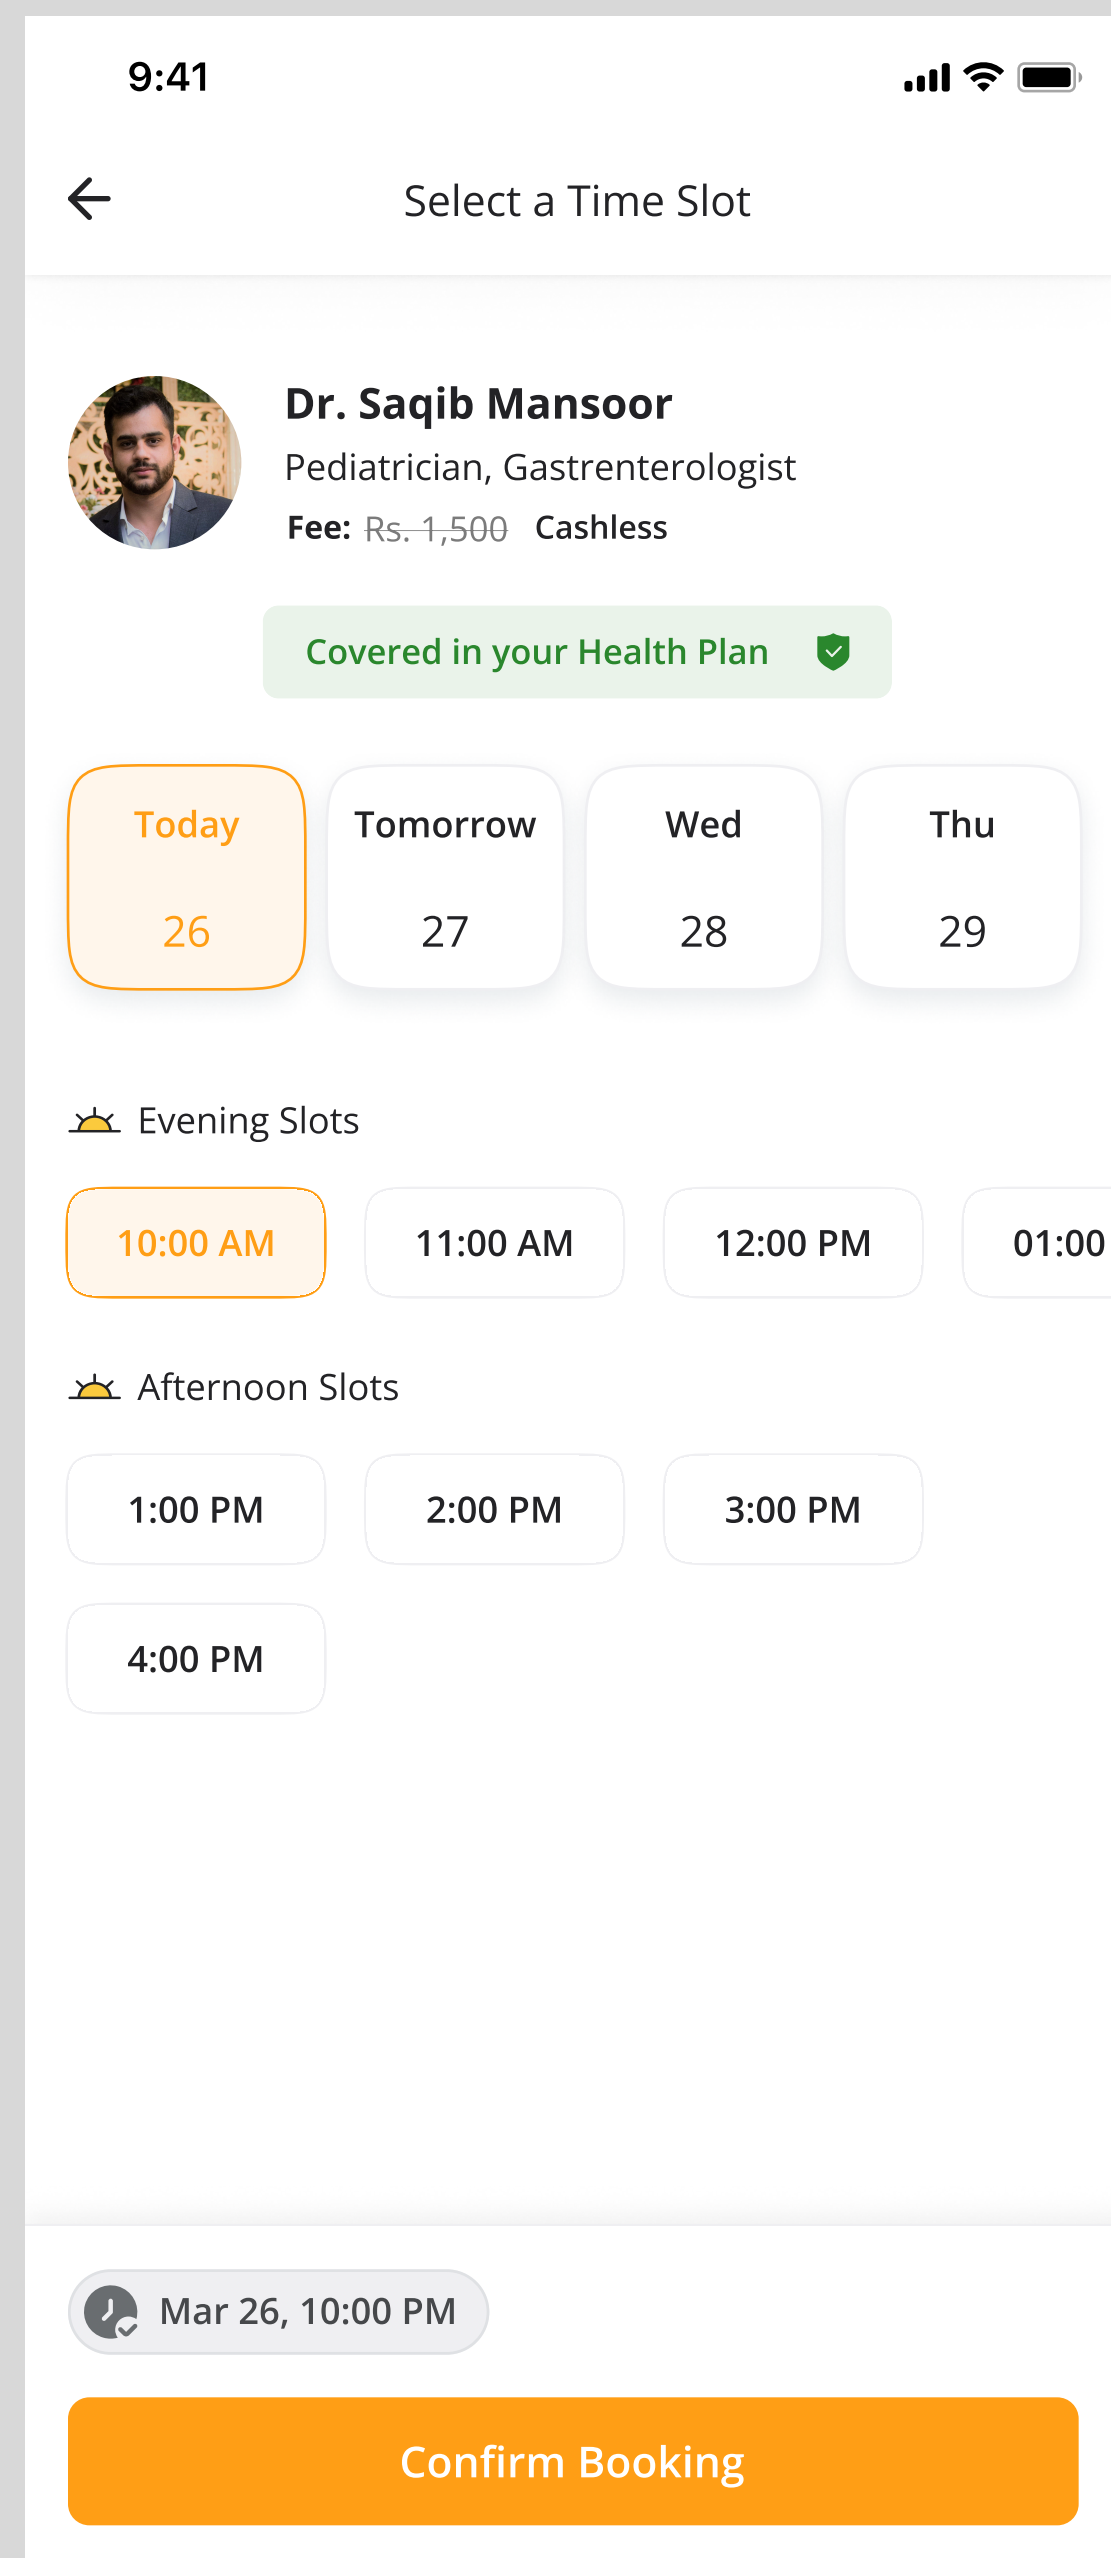 9:41
Select a Time Slot
Dr. Saqib Mansoor
Pediatrician, Gastrenterologist
Fee: Rs. 1,500 Cashless
Covered in your Health Plan
Today Tomorrow Wed Thu
26 27 28 29
Evening Slots
10:00 AM 11:00 AM 12:00 PM 01:00
Afternoon Slots
1:00 PM 2:00 PM 3:00 PM
4:00 PM
Mar 26, 10:00 PM
Confirm Booking